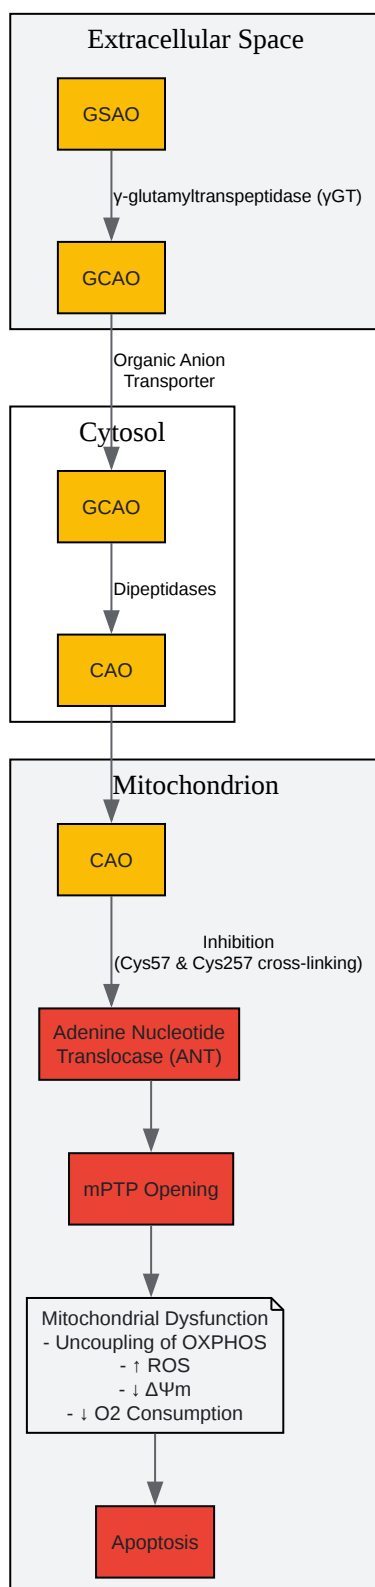 Extracellular Space
GSAO
γ-glutamyltranspeptidase (γGT)
GCAO
Organic Anion
Transporter
Cytosol
GCAO
Dipeptidases
CAO
Mitochondrion
CAO
Inhibition
(Cys57 & Cys257 cross-linking)
Adenine Nucleotide
Translocase (ANT)
mPTP Opening
Mitochondrial Dysfunction
- Uncoupling of OXPHOS
- ↑ ROS
- ↓ ΔΨm
- ↓ O2 Consumption
Apoptosis